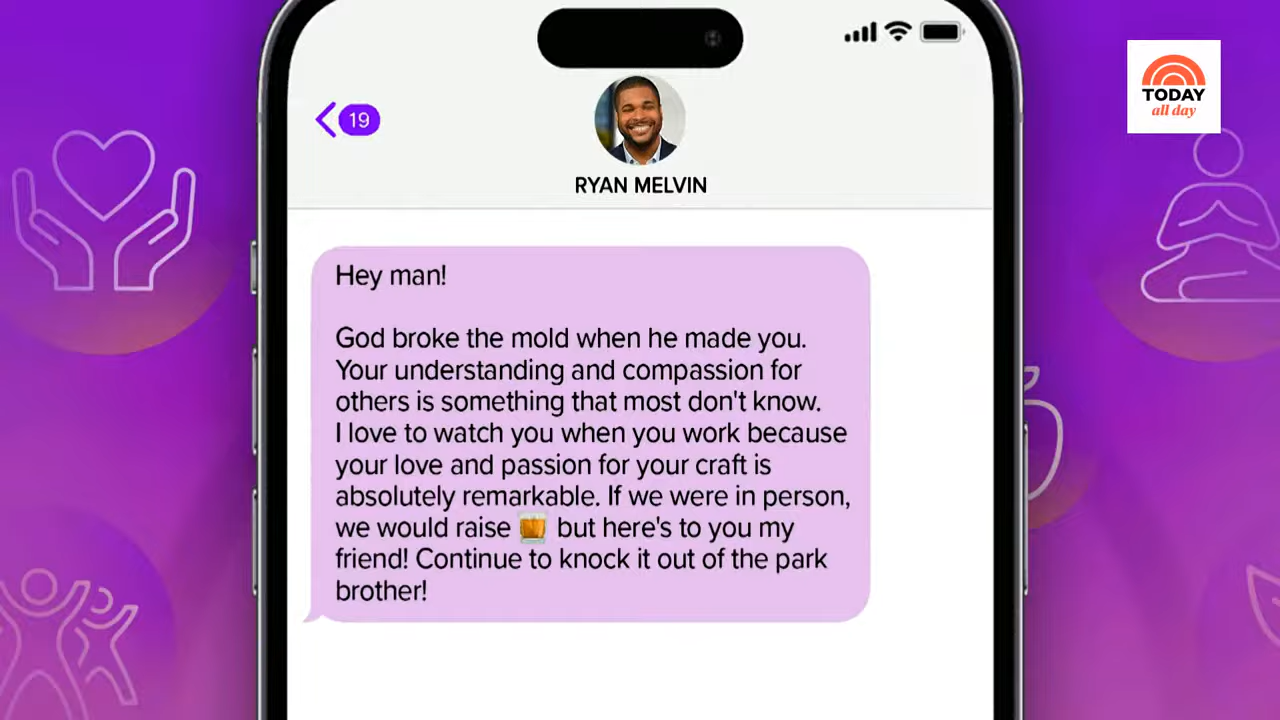 TODAY
all day
19
RYAN MELVIN
Hey man!
God broke the mold when he made you.
Your understanding and compassion for
others is something that most don't know.
I love to watch you when you work because
your love and passion for your craft is
absolutely remarkable. If we were in person,
we would raise 🥃 but here's to you my
friend! Continue to knock it out of the park
brother!